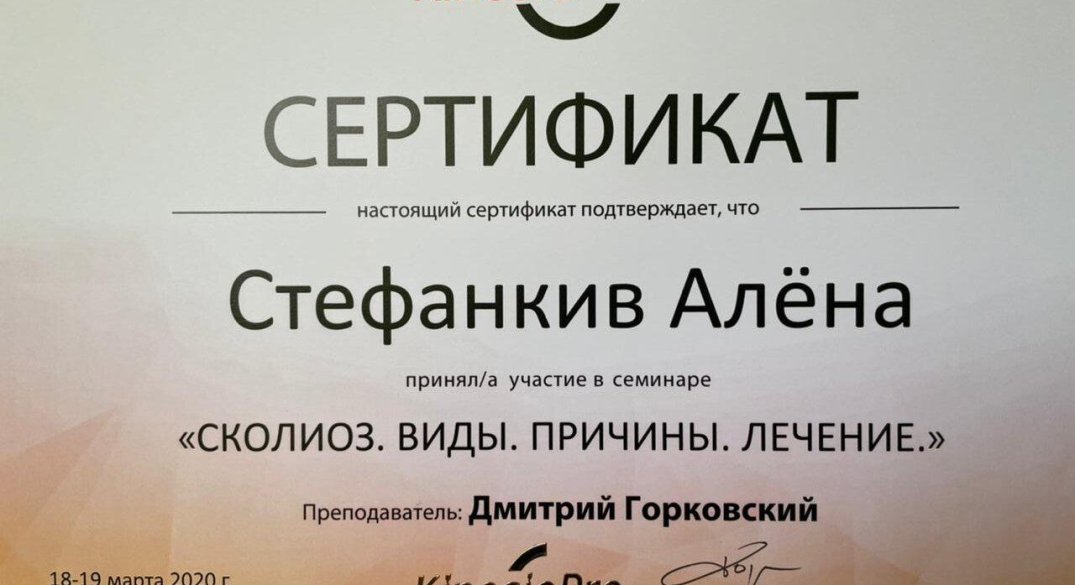 СЕРТИФИКАТ
настоящий сертификат подтверждает, что
Стефанкив Алёна
принял/а участие в семинаре
«СКОЛИОЗ. ВИДЫ. ПРИЧИНЫ. ЛЕЧЕНИЕ.»
Преподаватель: Дмитрий Горковский
18-19 марта 2020 г
KinesioPro